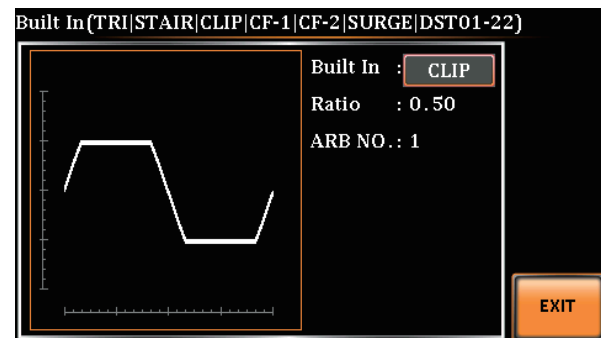 Built In(TRI|STAIR|CLIP|CF-1|CF-2|SURGE|DST01-22)
Built In : CLIP
Ratio : 0.50
ARB NO.: 1
EXIT